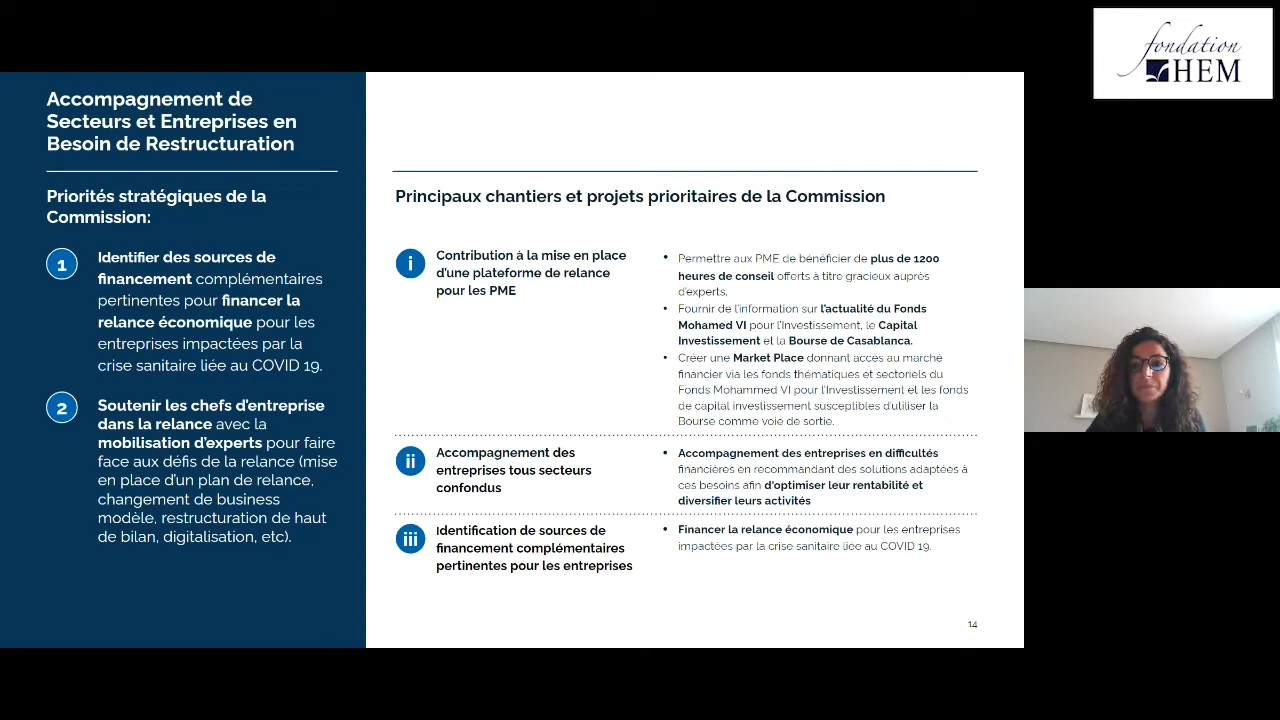 fondation
HEM
Accompagnement de
Secteurs et Entreprises en
Besoin de Restructuration
Priorités stratégiques de la
Commission:
1
Identifier des sources de
financement complémentaires
pertinentes pour financer la
relance économique pour les
entreprises impactées par la
crise sanitaire liée au COVID 19.
2
Soutenir les chefs d'entreprise
dans la relance avec la
mobilisation d'experts pour faire
face aux défis de la relance (mise
en place d'un plan de relance,
changement de business
modèle, restructuration de haut
de bilan, digitalisation, etc).
Principaux chantiers et projets prioritaires de la Commission
i
Contribution à la mise en place
d'une plateforme de relance
pour les PME
• Permettre aux PME de bénéficier de plus de 1200
heures de conseil offerts à titre gracieux auprès
d'experts,
• Fournir de l'information sur l'actualité du Fonds
Mohamed VI pour l'Investissement, le Capital
Investissement et la Bourse de Casablanca.
• Créer une Market Place donnant accès au marché
financier via les fonds thématiques et sectoriels du
Fonds Mohammed VI pour l'Investissement et les fonds
de capital investissement susceptibles d'utiliser la
Bourse comme voie de sortie.
ii
Accompagnement des
entreprises tous secteurs
confondus
• Accompagnement des entreprises en difficultés
financières en recommandant des solutions adaptées à
ces besoins afin d'optimiser leur rentabilité et
diversifier leurs activités
iii
Identification de sources de
financement complémentaires
pertinentes pour les entreprises
• Financer la relance économique pour les entreprises
impactées par la crise sanitaire liée au COVID 19.
14